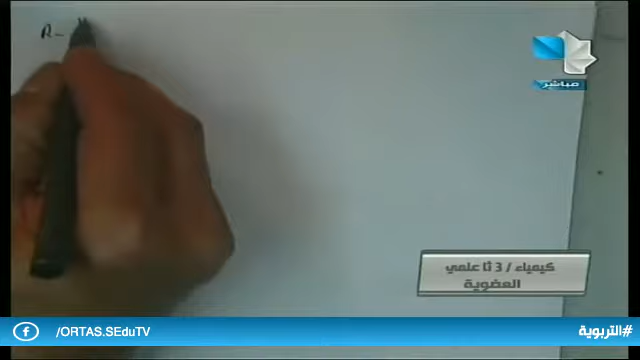 R-
مباشر
كيمياء / 3 ثا علمي
العضوية
/ORTAS.SEduTV
#التربوية